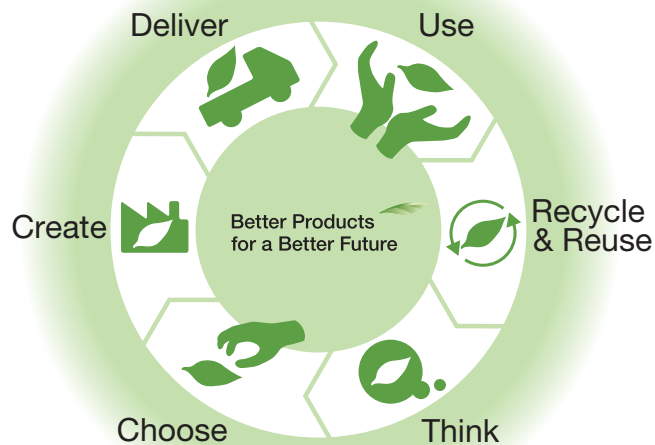 Deliver
Use
Create
Better Products
for a Better Future
Recycle
& Reuse
Choose
Think